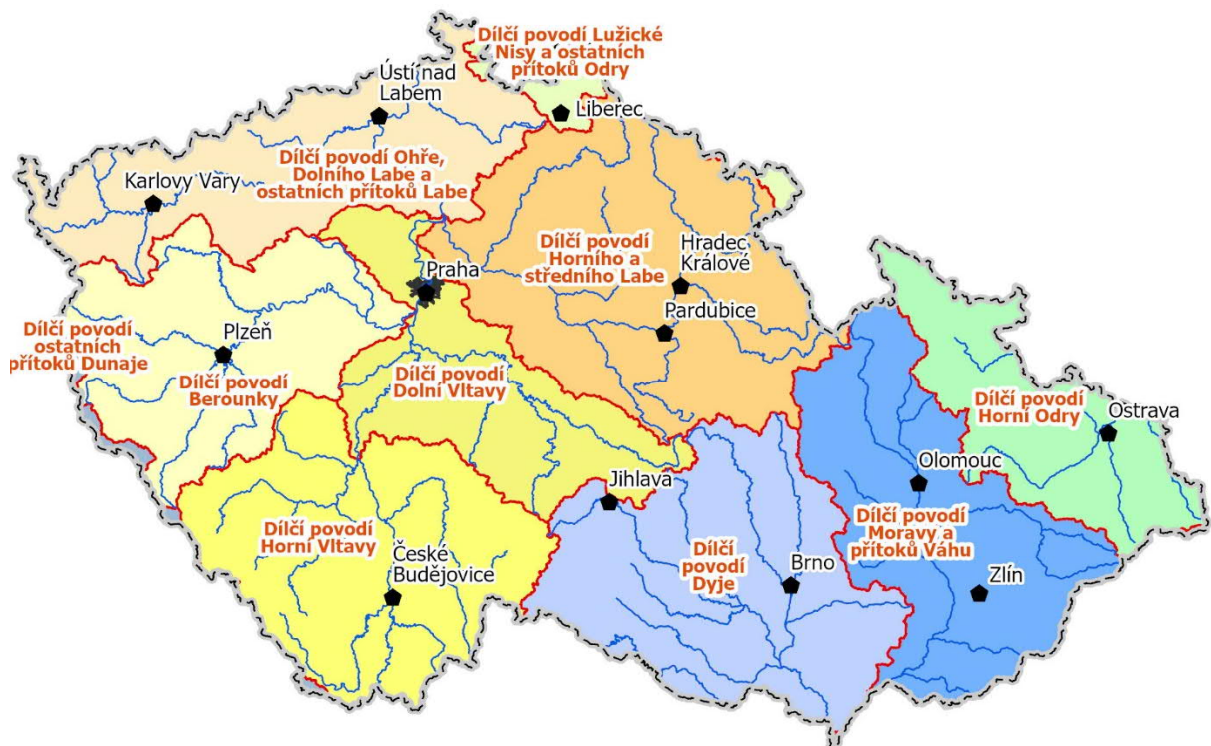 Dílčí povodí Lužické
Nisy a ostatních
přítoků Odry
Ústí nad
Labem
Liberec
Dílčí povodí Ohře,
Dolního Labe a
ostatních přítoků Labe
Karlovy Vary
Dílčí povodí
Horního a
středního Labe
Hradec
Králové
Praha
Pardubice
Dílčí povodí
ostatních
přítoků Dunaje
Plzeň
Dílčí povodí
Berounky
Dílčí povodí
Dolní Vltavy
Dílčí povodí
Horní Odry
Ostrava
Olomouc
Jihlava
Dílčí povodí
Horní Vltavy
České
Budějovice
Dílčí
povodí
Dyje
Brno
Dílčí povodí
Moravy a
přítoků Váhu
Zlín